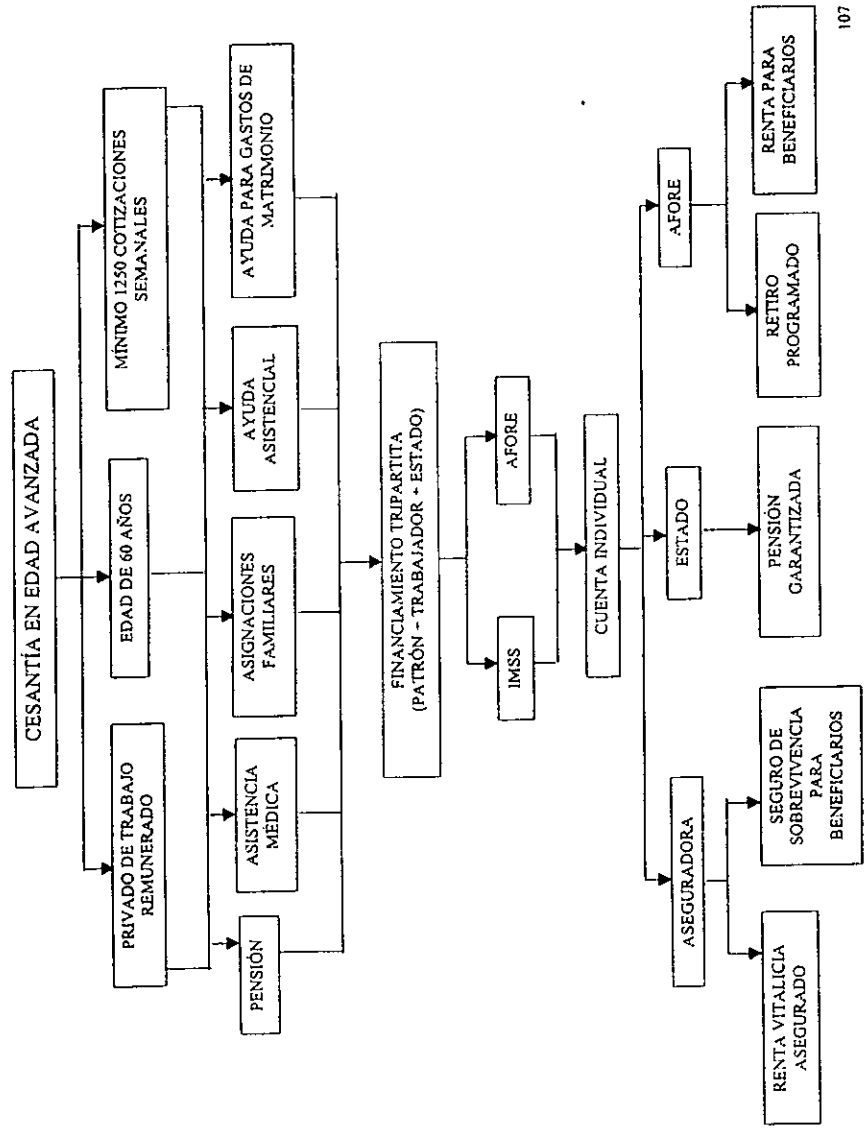 CESANTÍA EN EDAD AVANZADA
PRIVADO DE TRABAJO
REMUNERADO
EDAD DE 60 AÑOS
MÍNIMO 1250 COTIZACIONES
SEMANALES
PENSIÓN
ASISTENCIA
MÉDICA
ASIGNACIONES
FAMILIARES
AYUDA
ASISTENCIAL
AYUDA PARA GASTOS DE
MATRIMONIO
FINANCIAMIENTO TRIPARTITA
(PATRÓN - TRABAJADOR + ESTADO)
IMSS
AFORE
CUENTA INDIVIDUAL
ASEGURADORA
ESTADO
AFORE
RENTA VITALICIA
ASEGURADO
SEGURO DE
SOBREVIVENCIA
PARA
BENEFICIARIOS
PENSIÓN
GARANTIZADA
RETIRO
PROGRAMADO
RENTA PARA
BENEFICIARIOS
107